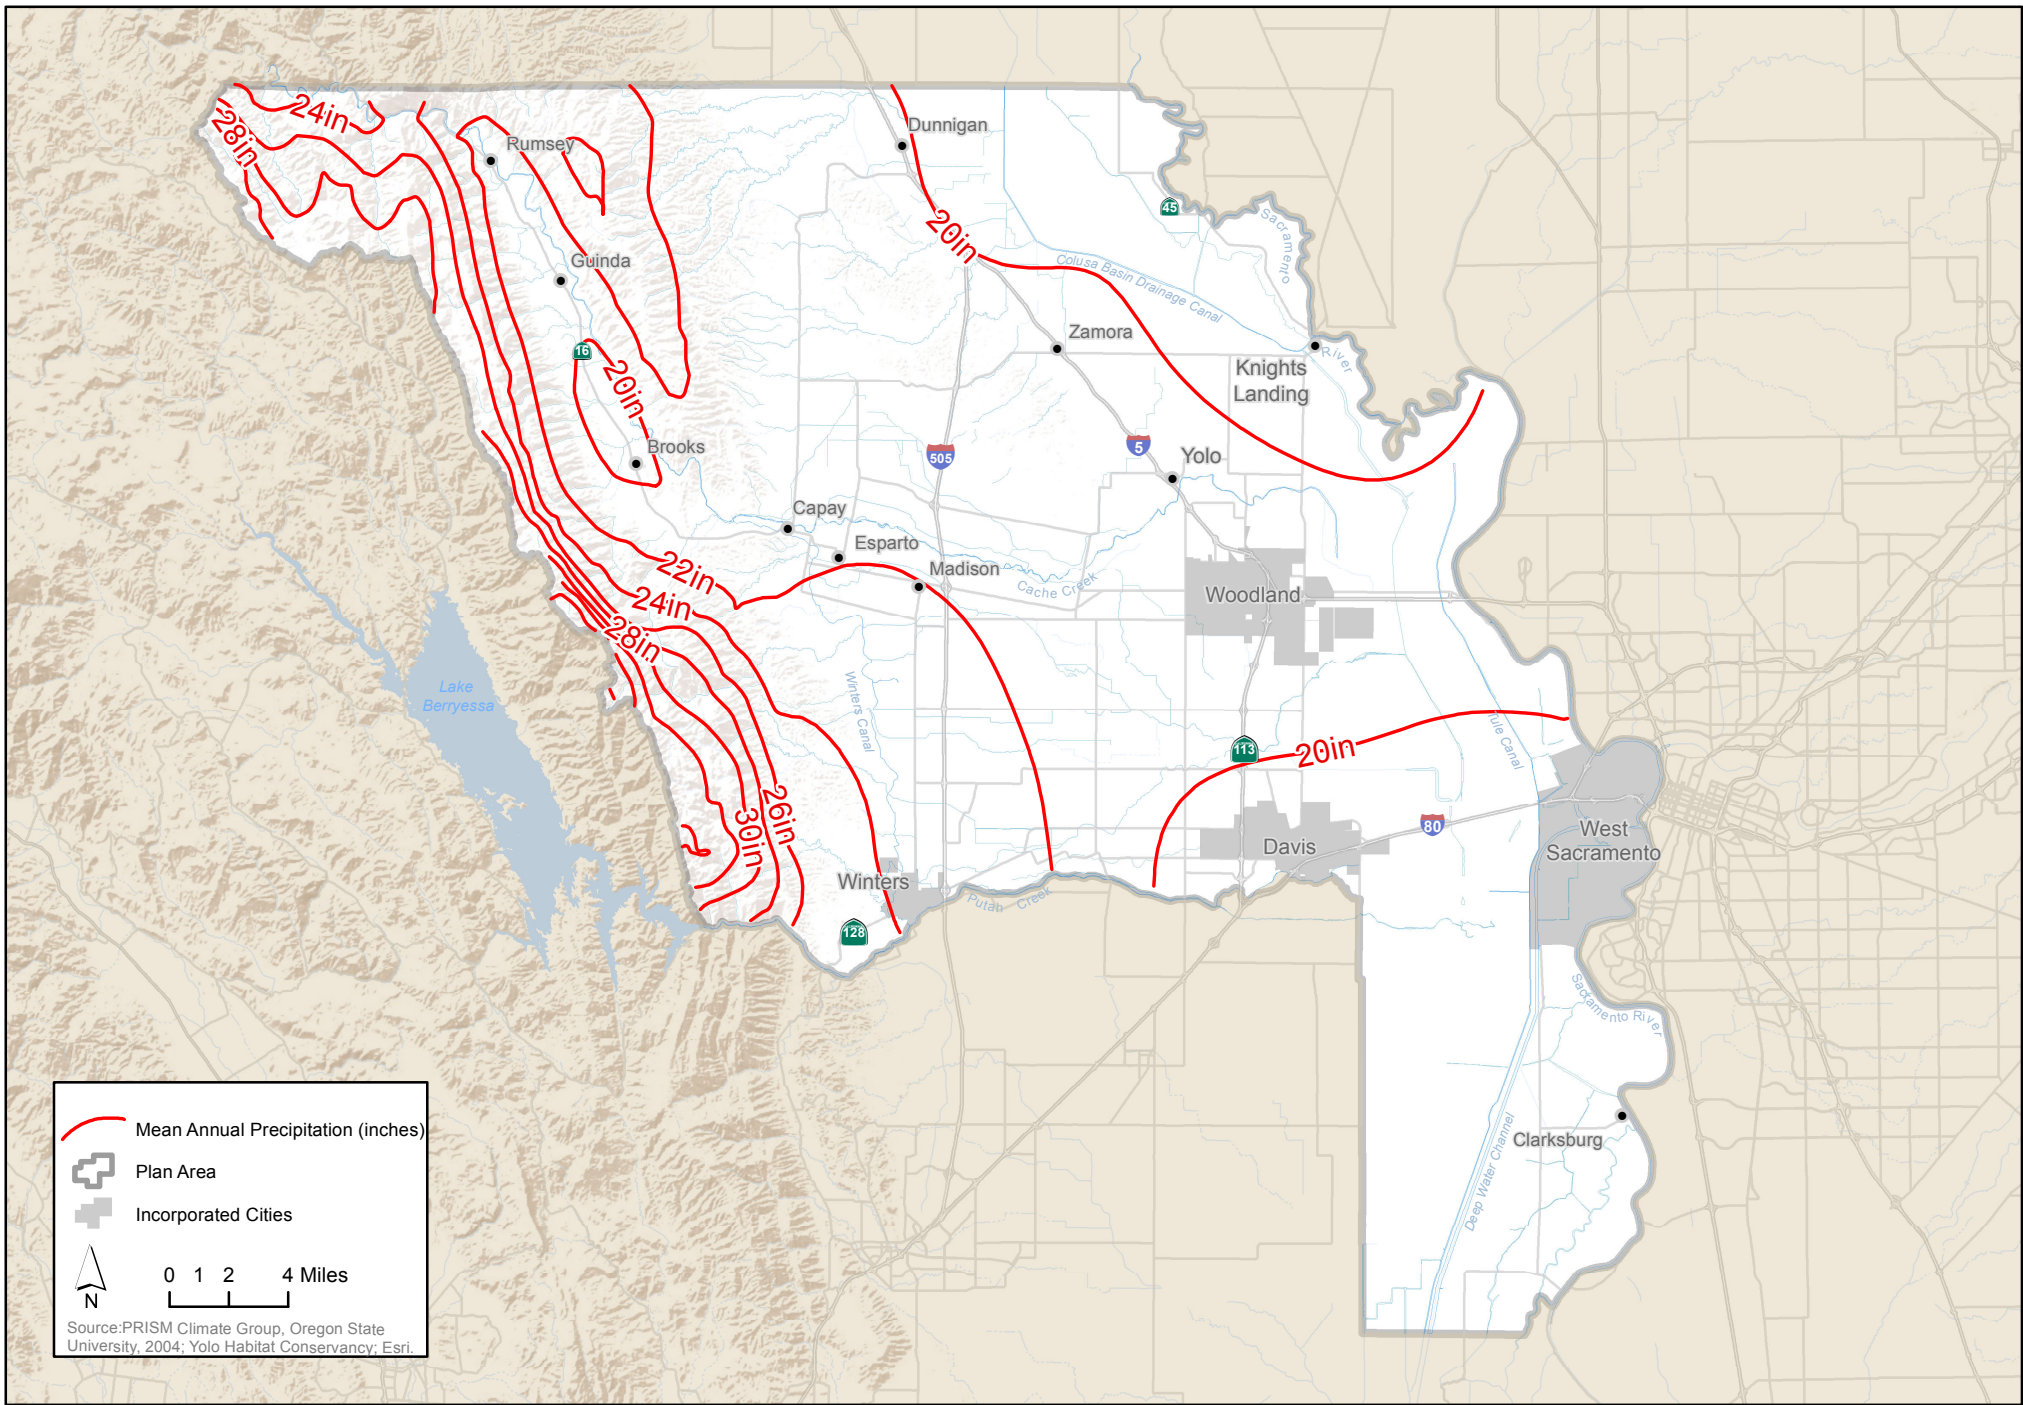 24in
28in
Rumsey
Dunnigan
45
20in
Sacramento
Guinda
Colusa Basin Drainage Canal
Zamora
River
16
20in
Knights
Landing
Brooks
505
5
Yolo
Capay
Esparto
22in
Madison
Cache Creek
24in
Woodland
28in
Lake
Berryessa
Winters Canal
Tule Canal
113
20in
26in
30in
80
West
Sacramento
Davis
Winters
Putah Creek
128
Sacramento River
Clarksburg
Deep Water Channel
Mean Annual Precipitation (inches)
Plan Area
Incorporated Cities
N
0 1 2 4 Miles
Source:PRISM Climate Group, Oregon State
University, 2004; Yolo Habitat Conservancy; Esri.